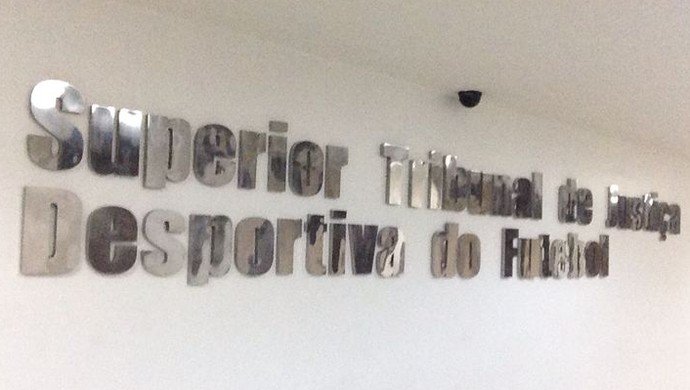 Superior Tribunal de Justiça
Desportiva do Futebol